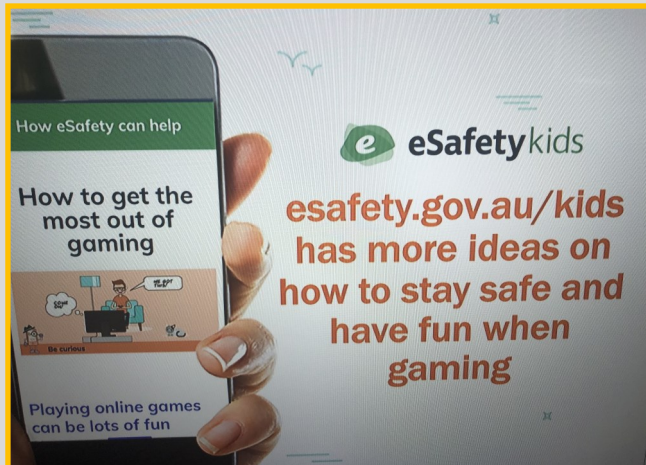 How eSafety can help
How to get the
most out of
gaming
Be curious
Playing online games
can be lots of fun
e eSafetykids
esafety.gov.au/kids
has more ideas on
how to stay safe and
have fun when
gaming